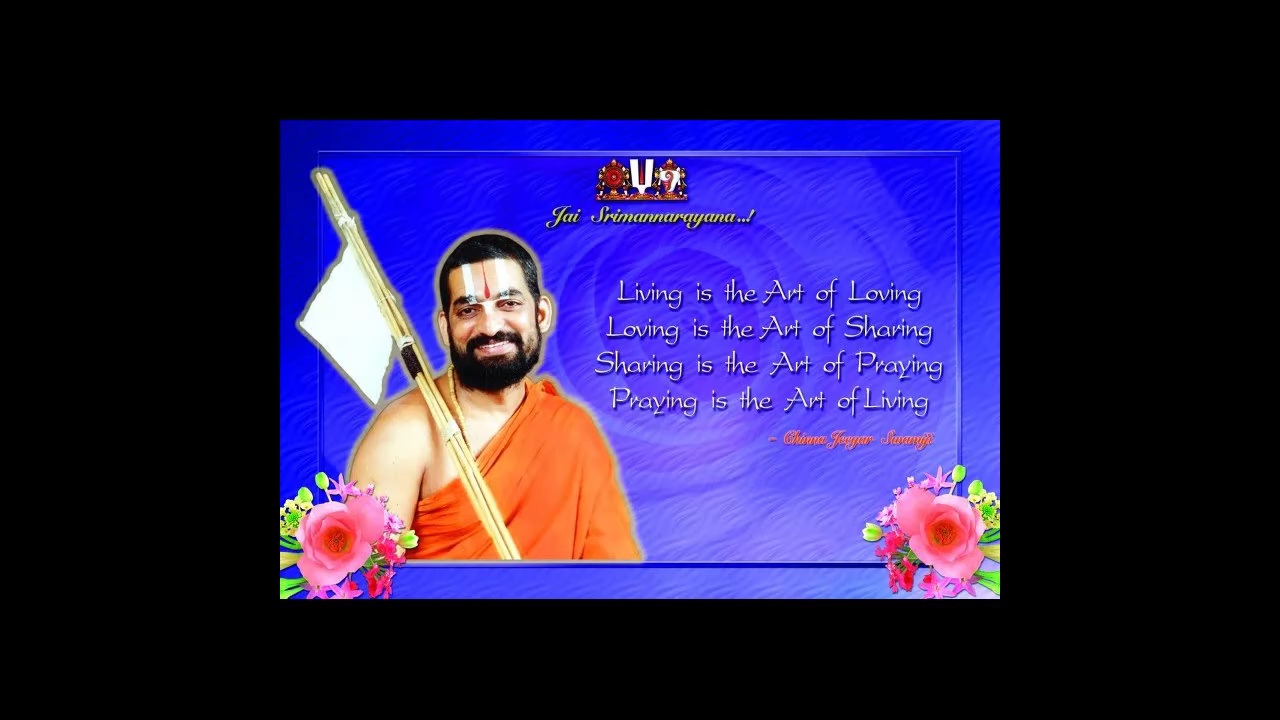 Jai Srimannarayana..!
Living is the Art of Loving
Loving is the Art of Sharing
Sharing is the Art of Praying
Praying is the Art of Living
- Chinna Jeeyar Swamiji